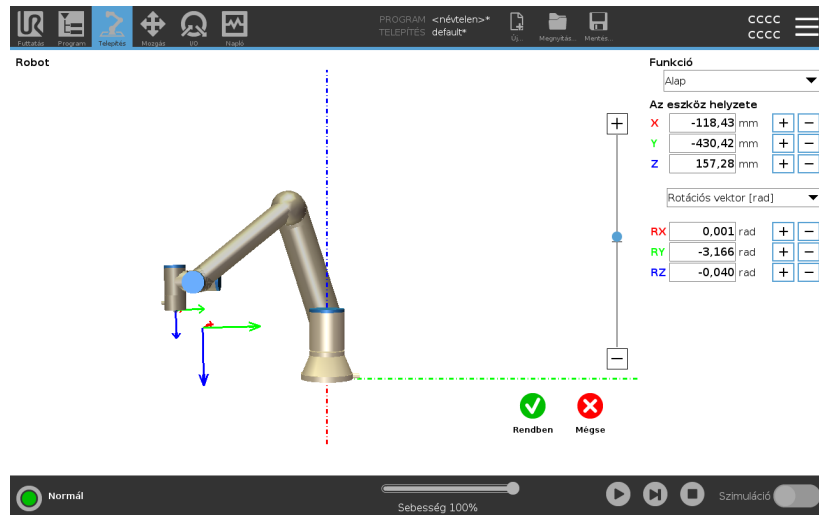 PROGRAM <névtelen>*
TELEPÍTÉS default*
Futtatás Program Telepítés Mozgás I/O Napló
Új... Megnyitás... Mentés...
CCCC
CCCC
Robot
Funkció
Alap
Az eszköz helyzete
X -118,43 mm + −
Y -430,42 mm + −
Z 157,28 mm + −
Rotációs vektor [rad]
RX 0,001 rad + −
RY -3,166 rad + −
RZ -0,040 rad + −
Rendben Mégse
Normál
Sebesség 100%
Szimuláció